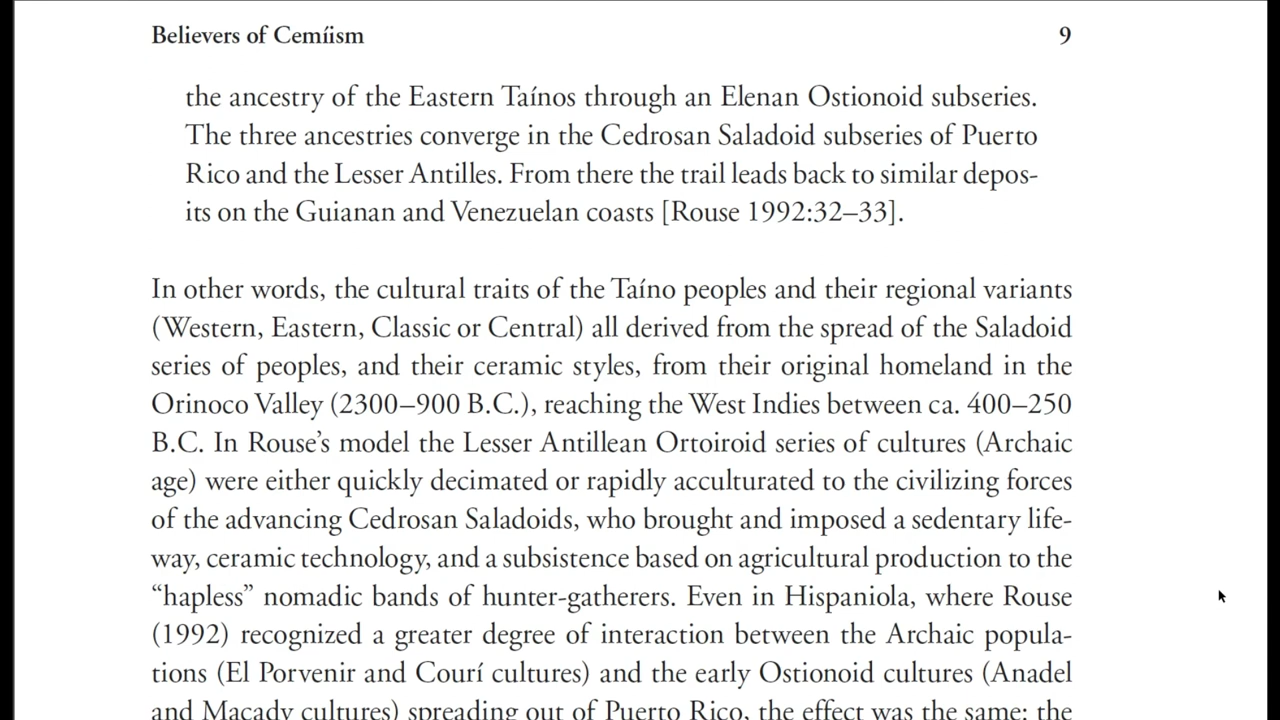 Believers of Cemíism 9
the ancestry of the Eastern Taínos through an Elenan Ostionoid subseries.
The three ancestries converge in the Cedrosan Saladoid subseries of Puerto
Rico and the Lesser Antilles. From there the trail leads back to similar depos-
its on the Guianan and Venezuelan coasts [Rouse 1992:32–33].
In other words, the cultural traits of the Taíno peoples and their regional variants
(Western, Eastern, Classic or Central) all derived from the spread of the Saladoid
series of peoples, and their ceramic styles, from their original homeland in the
Orinoco Valley (2300–900 B.C.), reaching the West Indies between ca. 400–250
B.C. In Rouse’s model the Lesser Antillean Ortoiroid series of cultures (Archaic
age) were either quickly decimated or rapidly acculturated to the civilizing forces
of the advancing Cedrosan Saladoids, who brought and imposed a sedentary life-
way, ceramic technology, and a subsistence based on agricultural production to the
“hapless” nomadic bands of hunter-gatherers. Even in Hispaniola, where Rouse
(1992) recognized a greater degree of interaction between the Archaic popula-
tions (El Porvenir and Courí cultures) and the early Ostionoid cultures (Anadel
and Macady cultures) spreading out of Puerto Rico, the effect was the same: the